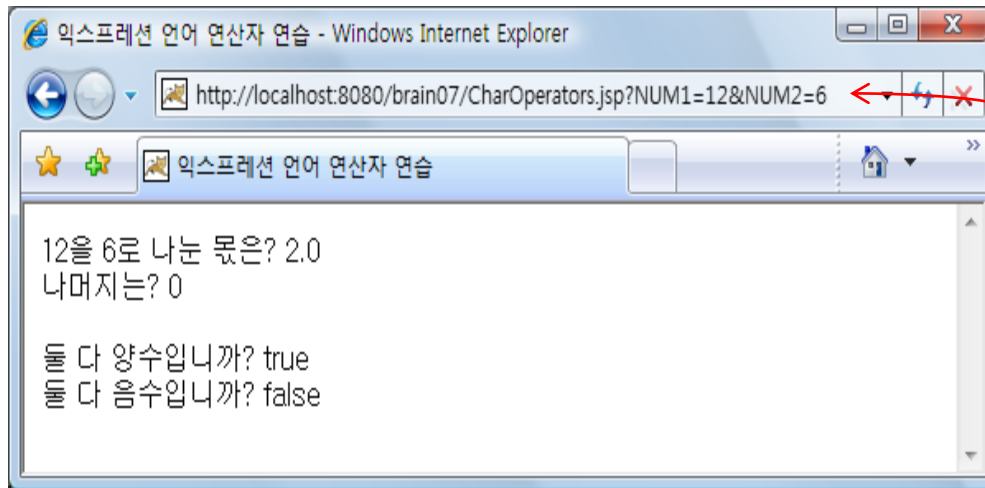 익스프레션 언어 연산자 연습 - Windows Internet Explorer
http://localhost:8080/brain07/CharOperators.jsp?NUM1=12&NUM2=6
익스프레션 언어 연산자 연습
12을 6로 나눈 몫은? 2.0
나머지는? 0
둘 다 양수입니까? true
둘 다 음수입니까? false